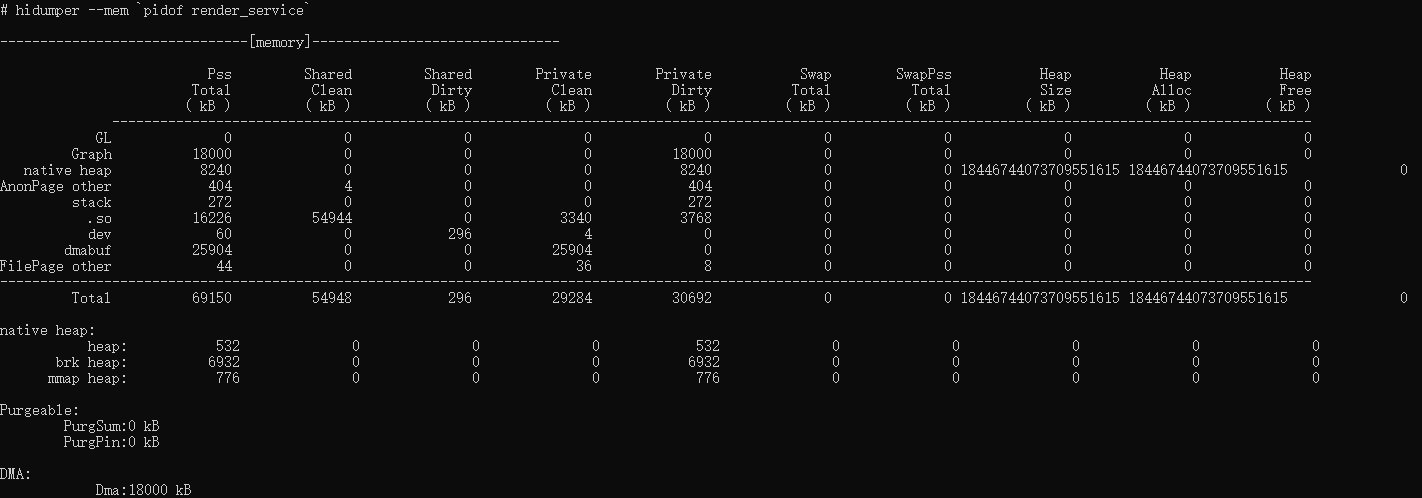 # hidumper --mem `pidof render_service`
-------------------------------[memory]-------------------------------
Pss Shared Shared Private Private Swap SwapPss Heap Heap Heap
Total Clean Dirty Clean Dirty Total Total Size Alloc Free
( kB ) ( kB ) ( kB ) ( kB ) ( kB ) ( kB ) ( kB ) ( kB ) ( kB ) ( kB )
------------------------------------------------------------------------------------------------------------------------------------------------------
GL 0 0 0 0 0 0 0 0 0 0
Graph 18000 0 0 0 18000 0 0 0 0 0
native heap 8240 0 0 0 8240 0 0 18446744073709551615 18446744073709551615 0
AnonPage other 404 4 0 0 404 0 0 0 0 0
stack 272 0 0 0 272 0 0 0 0 0
.so 16226 54944 0 3340 3768 0 0 0 0 0
dev 60 0 296 4 0 0 0 0 0 0
dmabuf 25904 0 0 25904 0 0 0 0 0 0
FilePage other 44 0 0 36 8 0 0 0 0 0
--------------------------------------------------------------------------------------------------------------------------------------------------------------------
Total 69150 54948 296 29284 30692 0 0 18446744073709551615 18446744073709551615 0
native heap:
heap: 532 0 0 0 532 0 0 0 0 0
brk heap: 6932 0 0 0 6932 0 0 0 0 0
mmap heap: 776 0 0 0 776 0 0 0 0 0
Purgeable:
PurgSum:0 kB
PurgPin:0 kB
DMA:
Dma:18000 kB